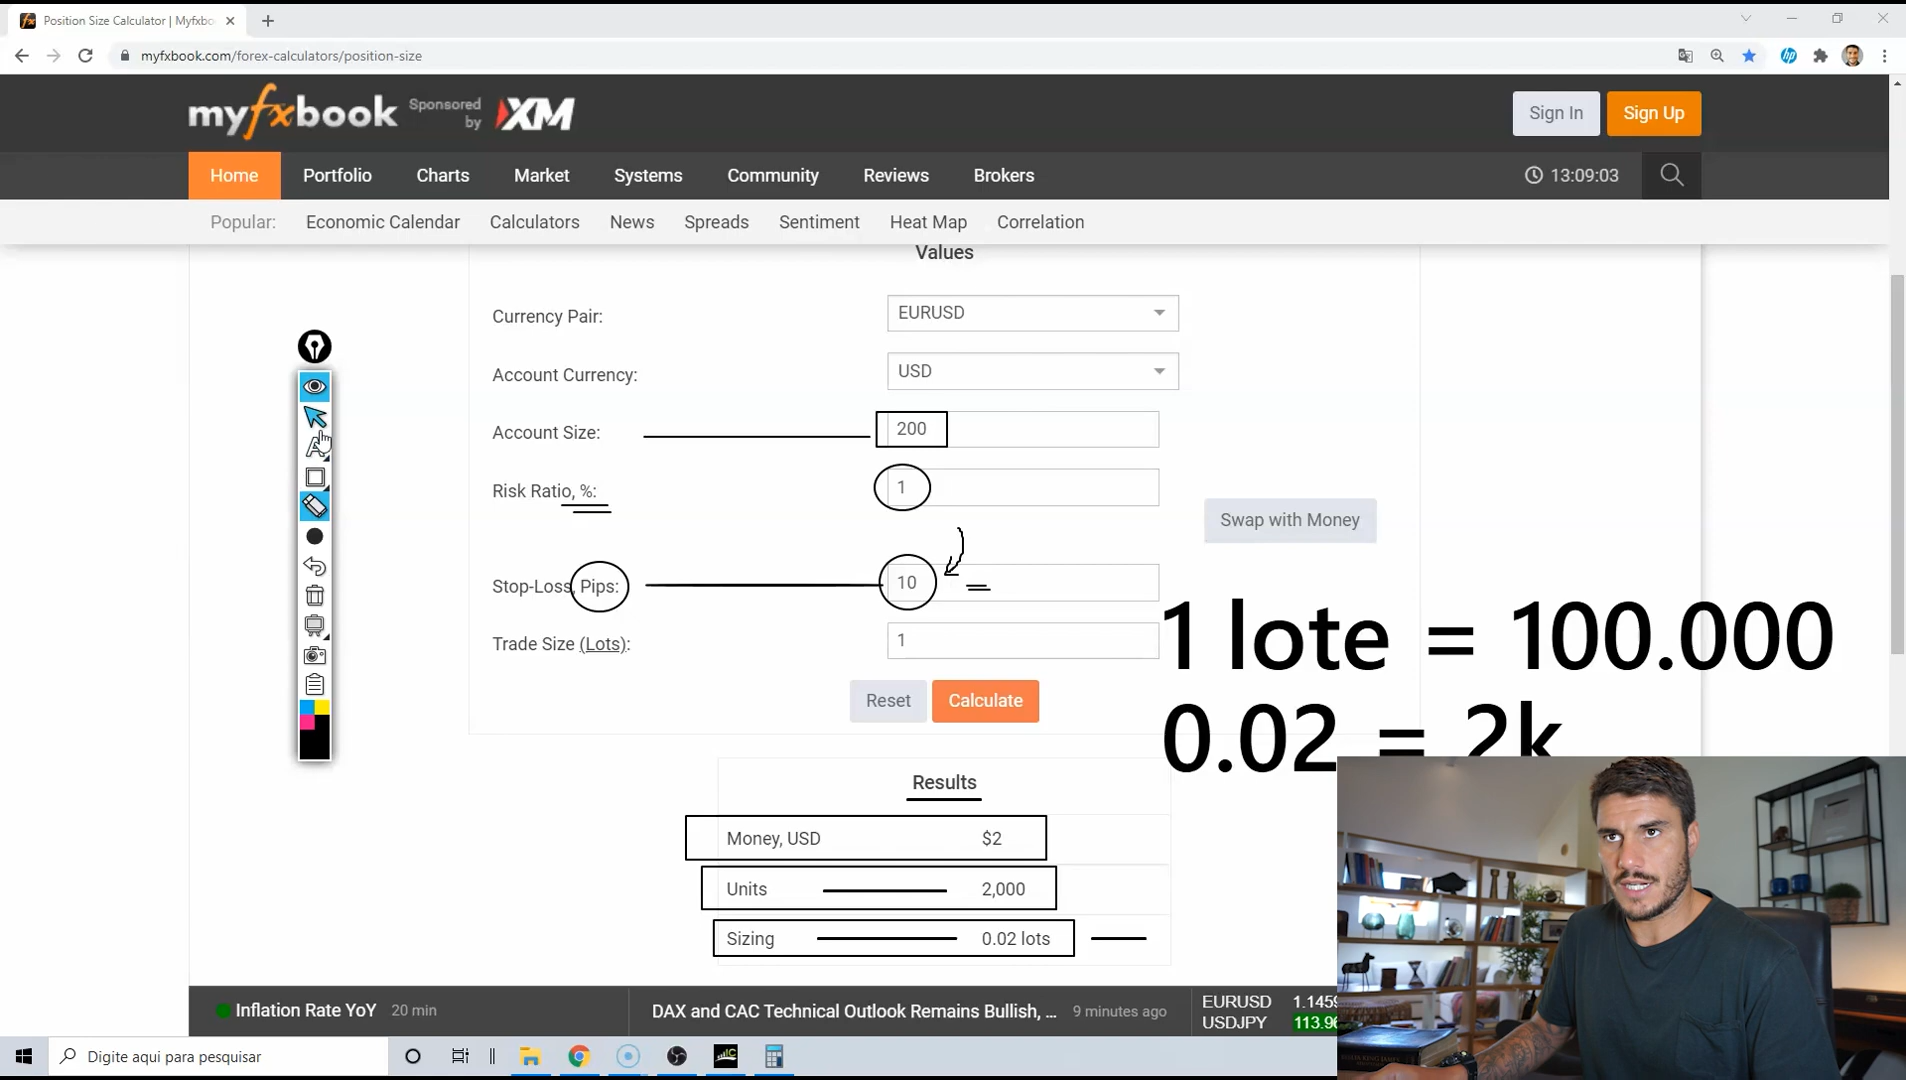 Position Size Calculator | Myfxbo
myfxbook.com/forex-calculators/position-size
myfxbook Sponsored by XM
Sign In Sign Up
Home Portfolio Charts Market Systems Community Reviews Brokers 13:09:03
Popular: Economic Calendar Calculators News Spreads Sentiment Heat Map Correlation
Values
Currency Pair: EURUSD
Account Currency: USD
Account Size: 200
Risk Ratio, %: 1
Swap with Money
Stop-Loss, Pips: 10
Trade Size (Lots): 1
1 lote = 100.000
Reset Calculate
0.02 = 2k
Results
Money, USD $2
Units 2,000
Sizing 0.02 lots
Inflation Rate YoY 20 min
DAX and CAC Technical Outlook Remains Bullish, ... 9 minutes ago
EURUSD 1.1459
USDJPY 113.96
Digite aqui para pesquisar